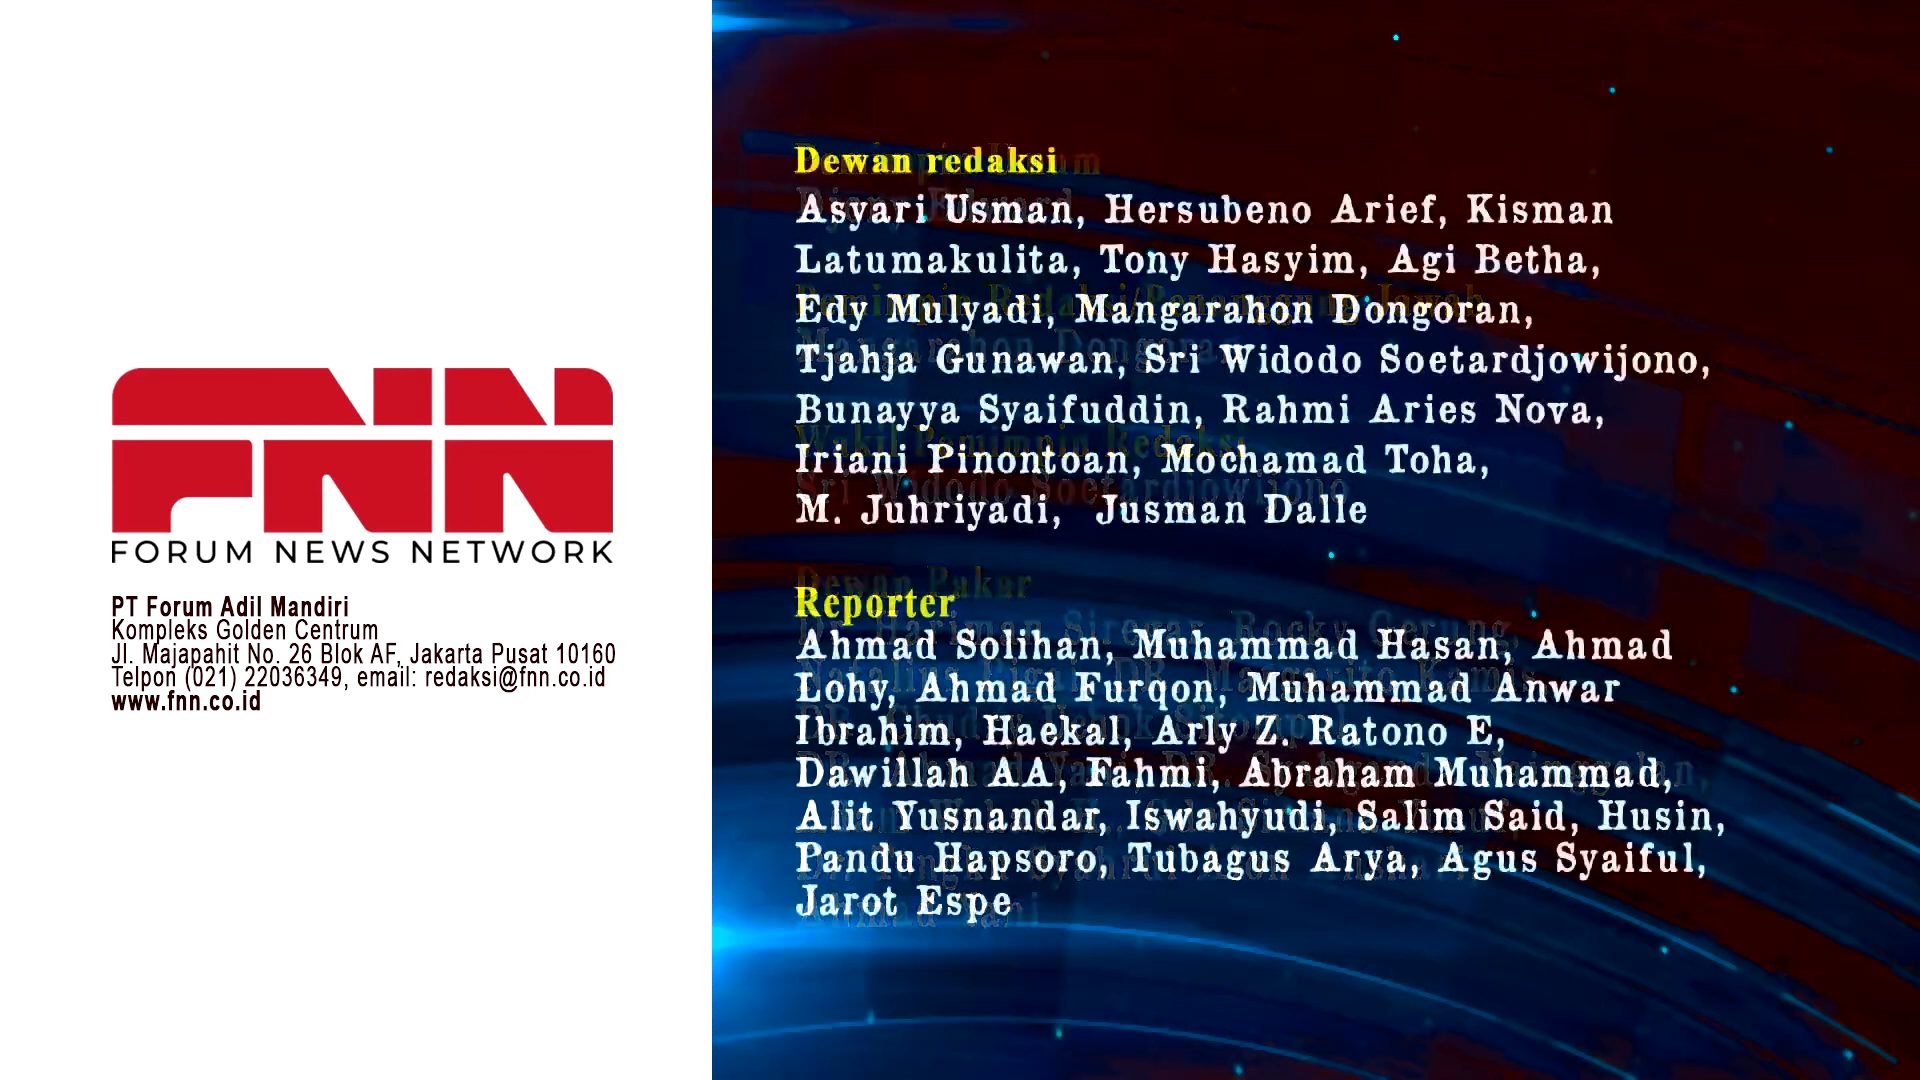 FNN
FORUM NEWS NETWORK
PT Forum Adil Mandiri
Kompleks Golden Centrum
Jl. Majapahit No. 26 Blok AF, Jakarta Pusat 10160
Telpon (021) 22036349, email: redaksi@fnn.co.id
www.fnn.co.id
Dewan redaksi
Asyari Usman, Hersubeno Arief, Kisman
Latumakulita, Tony Hasyim, Agi Betha,
Edy Mulyadi, Mangarahon Dongoran,
Tjahja Gunawan, Sri Widodo Soetardjowijono,
Bunayya Syaifuddin, Rahmi Aries Nova,
Iriani Pinontoan, Mochamad Toha,
M. Juhriyadi, Jusman Dalle
Reporter
Ahmad Solihan, Muhammad Hasan, Ahmad
Lohy, Ahmad Furqon, Muhammad Anwar
Ibrahim, Haekal, Arly Z. Ratono E,
Dawillah AA, Fahmi, Abraham Muhammad,
Alit Yusnandar, Iswahyudi, Salim Said, Husin,
Pandu Hapsoro, Tubagus Arya, Agus Syaiful,
Jarot Espe